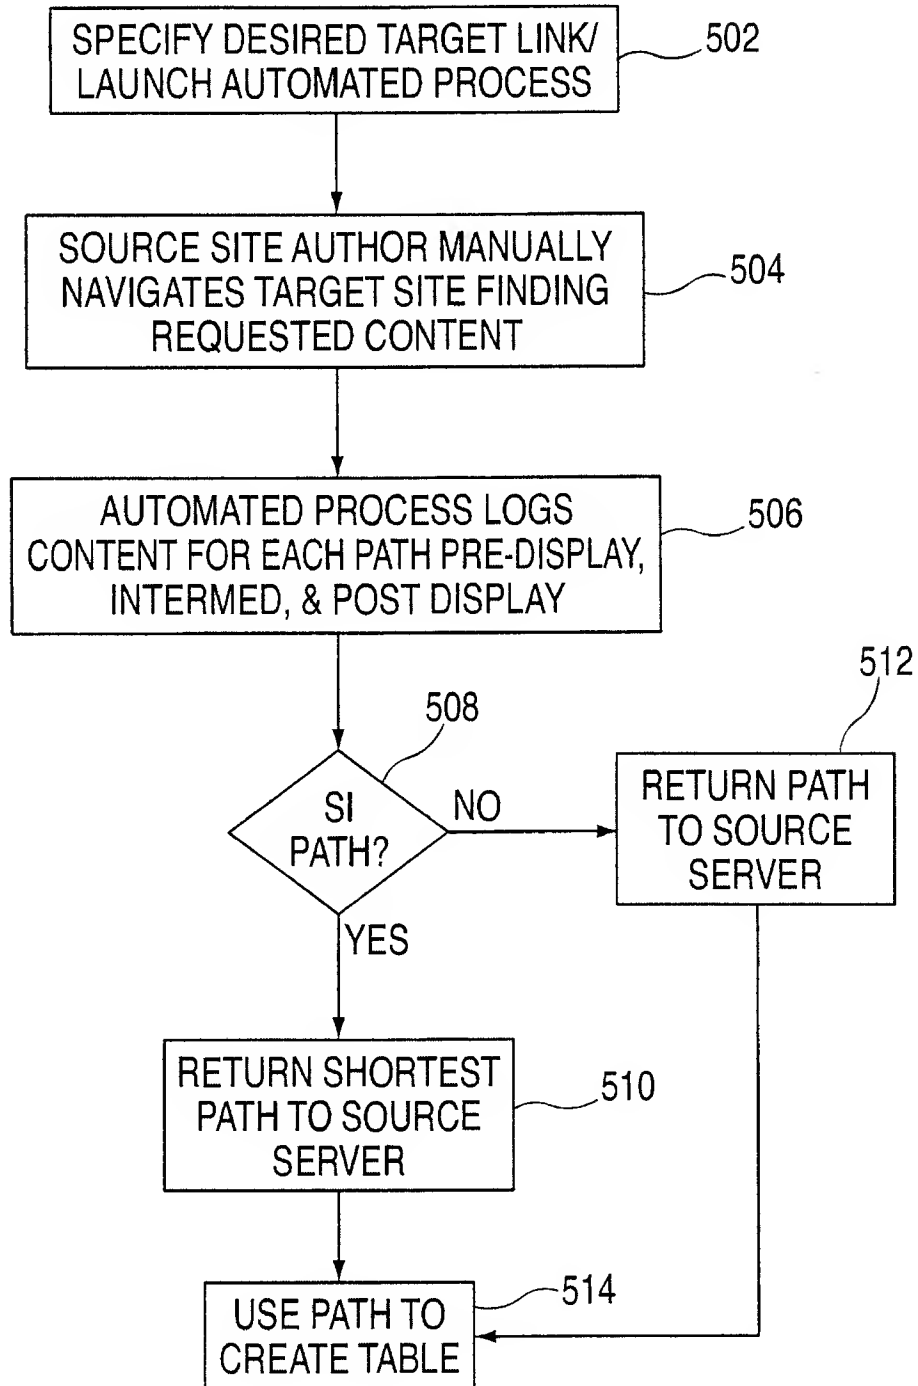 SPECIFY DESIRED TARGET LINK/
LAUNCH AUTOMATED PROCESS
502
SOURCE SITE AUTHOR MANUALLY
NAVIGATES TARGET SITE FINDING
REQUESTED CONTENT
504
AUTOMATED PROCESS LOGS
CONTENT FOR EACH PATH PRE-DISPLAY,
INTERMED, & POST DISPLAY
506
508
SI
PATH?
NO
YES
512
RETURN PATH
TO SOURCE
SERVER
RETURN SHORTEST
PATH TO SOURCE
SERVER
510
USE PATH TO
CREATE TABLE
514